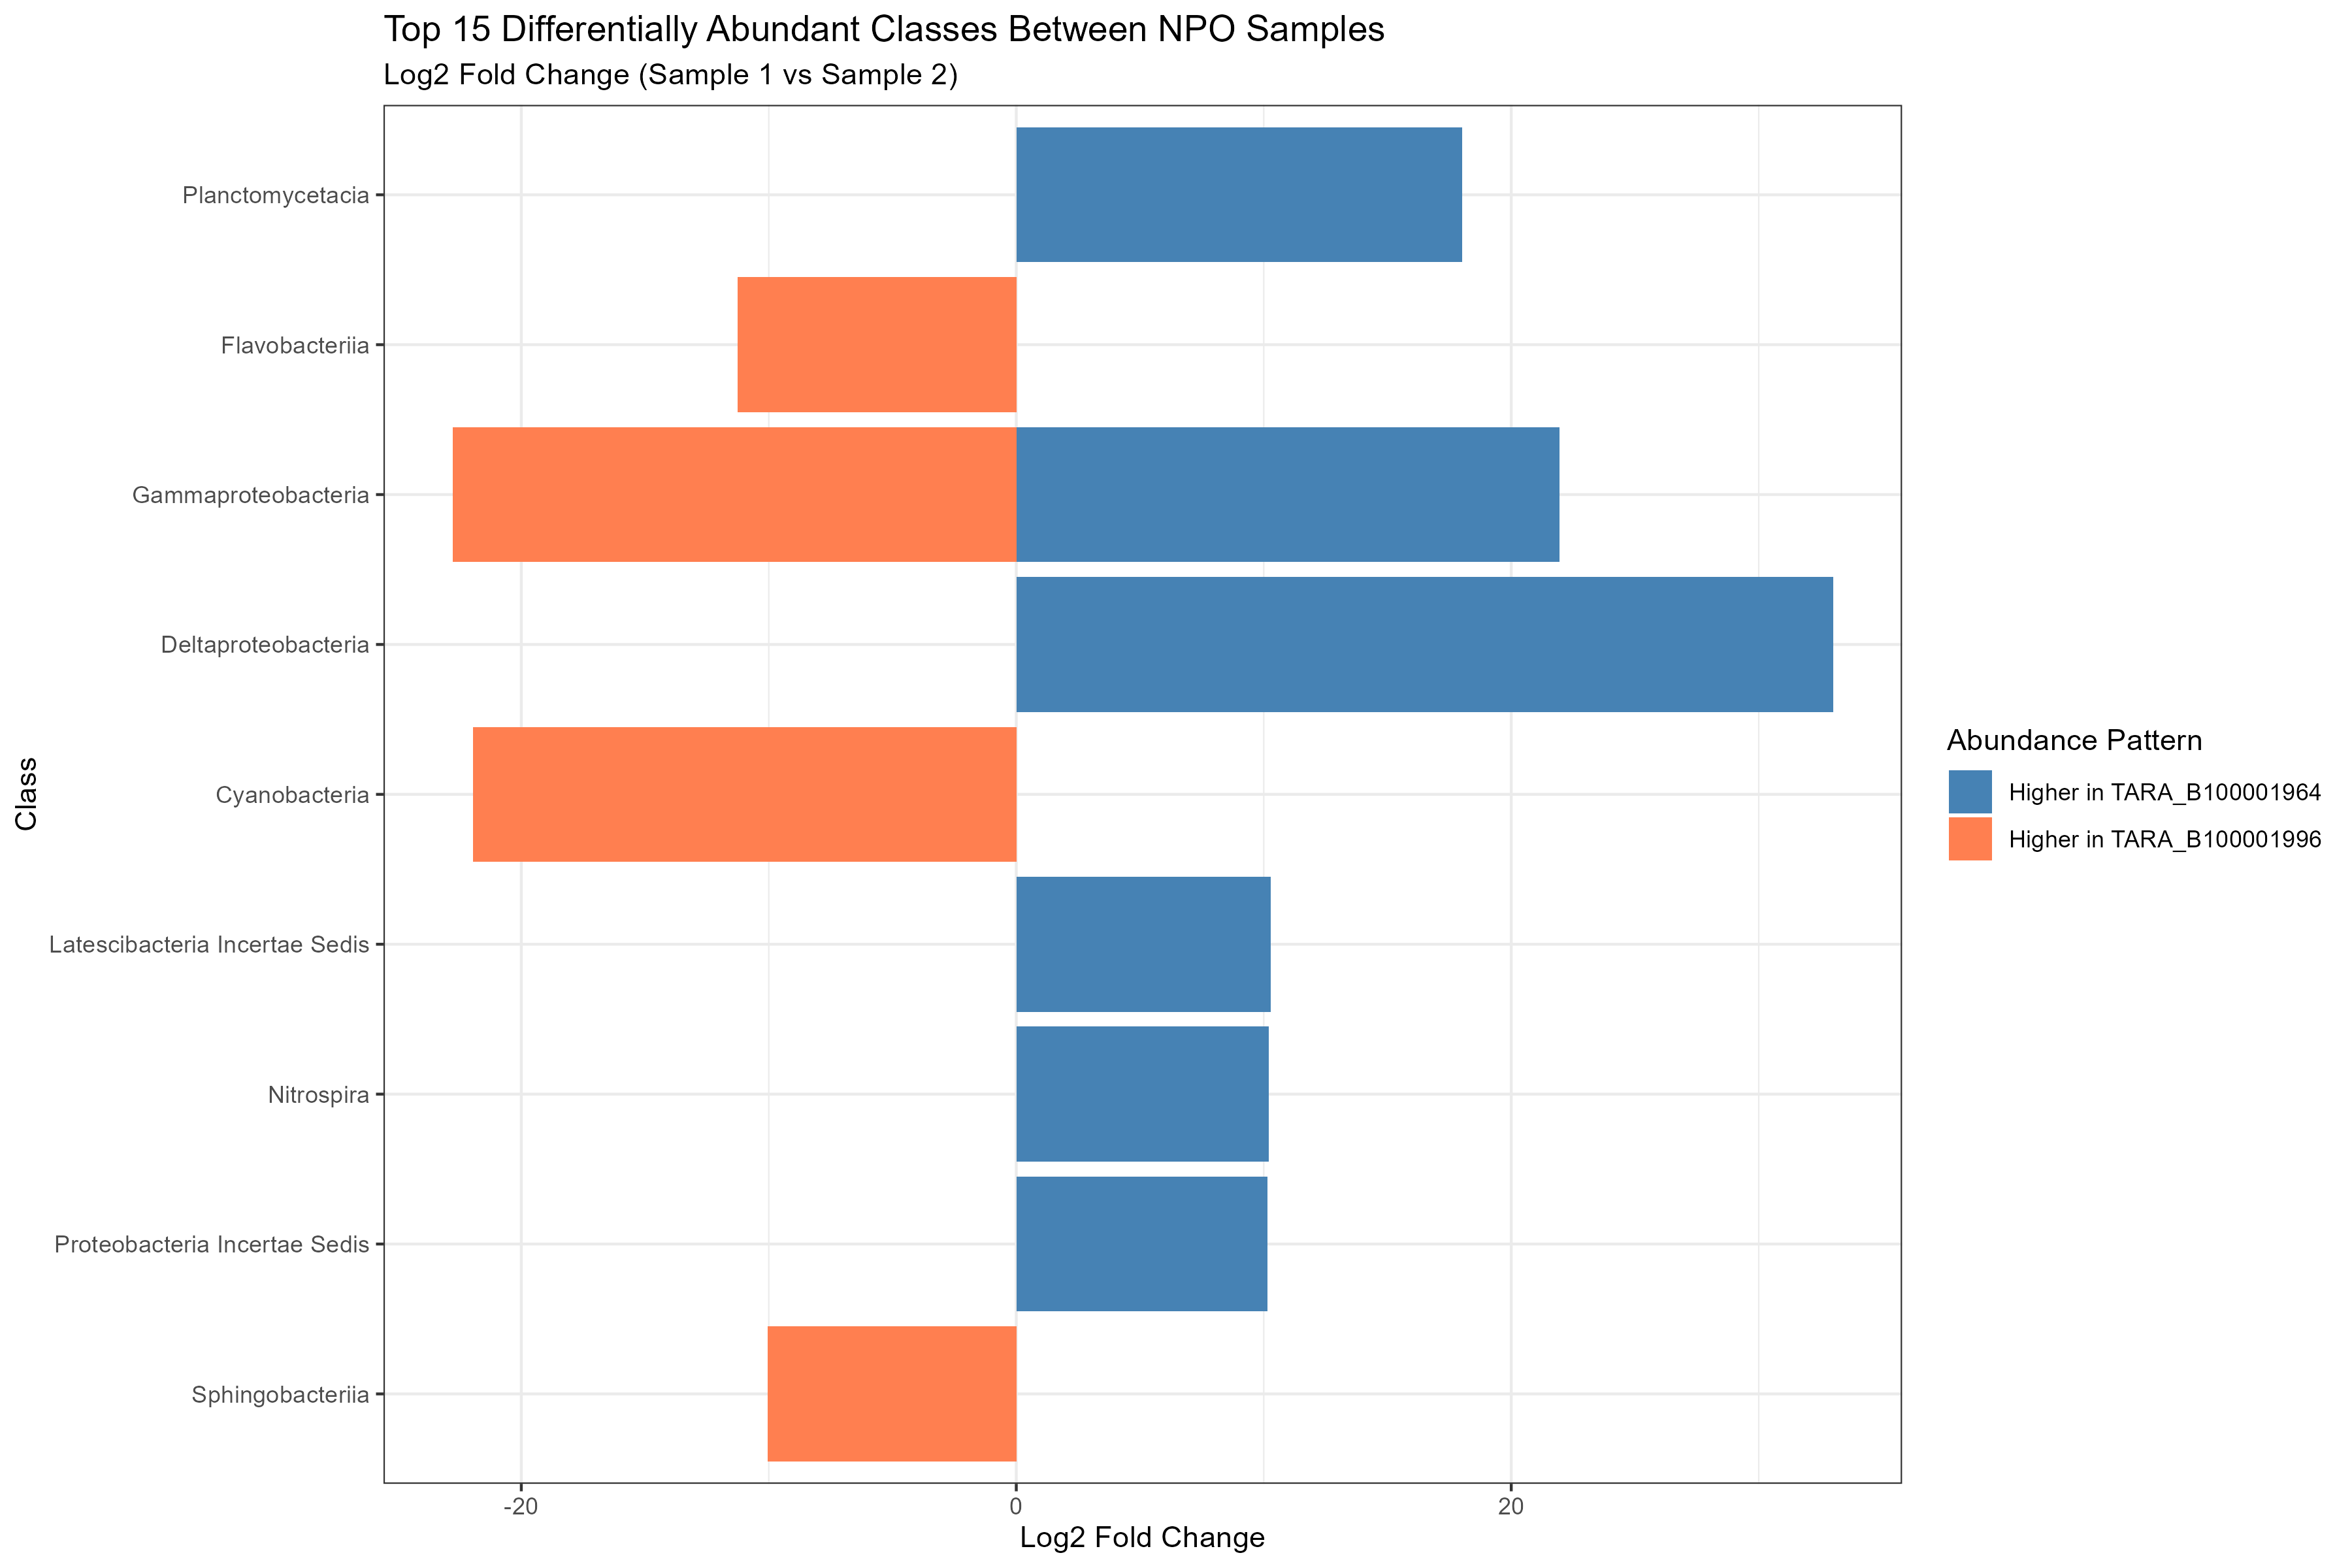 Top 15 Differentially Abundant Classes Between NPO Samples
Log2 Fold Change (Sample 1 vs Sample 2)
Class
Planctomycetacia
Flavobacteriia
Gammaproteobacteria
Deltaproteobacteria
Cyanobacteria
Latescibacteria Incertae Sedis
Nitrospira
Proteobacteria Incertae Sedis
Sphingobacteriia
-20 0 20
Log2 Fold Change
Abundance Pattern
Higher in TARA_B100001964
Higher in TARA_B100001996